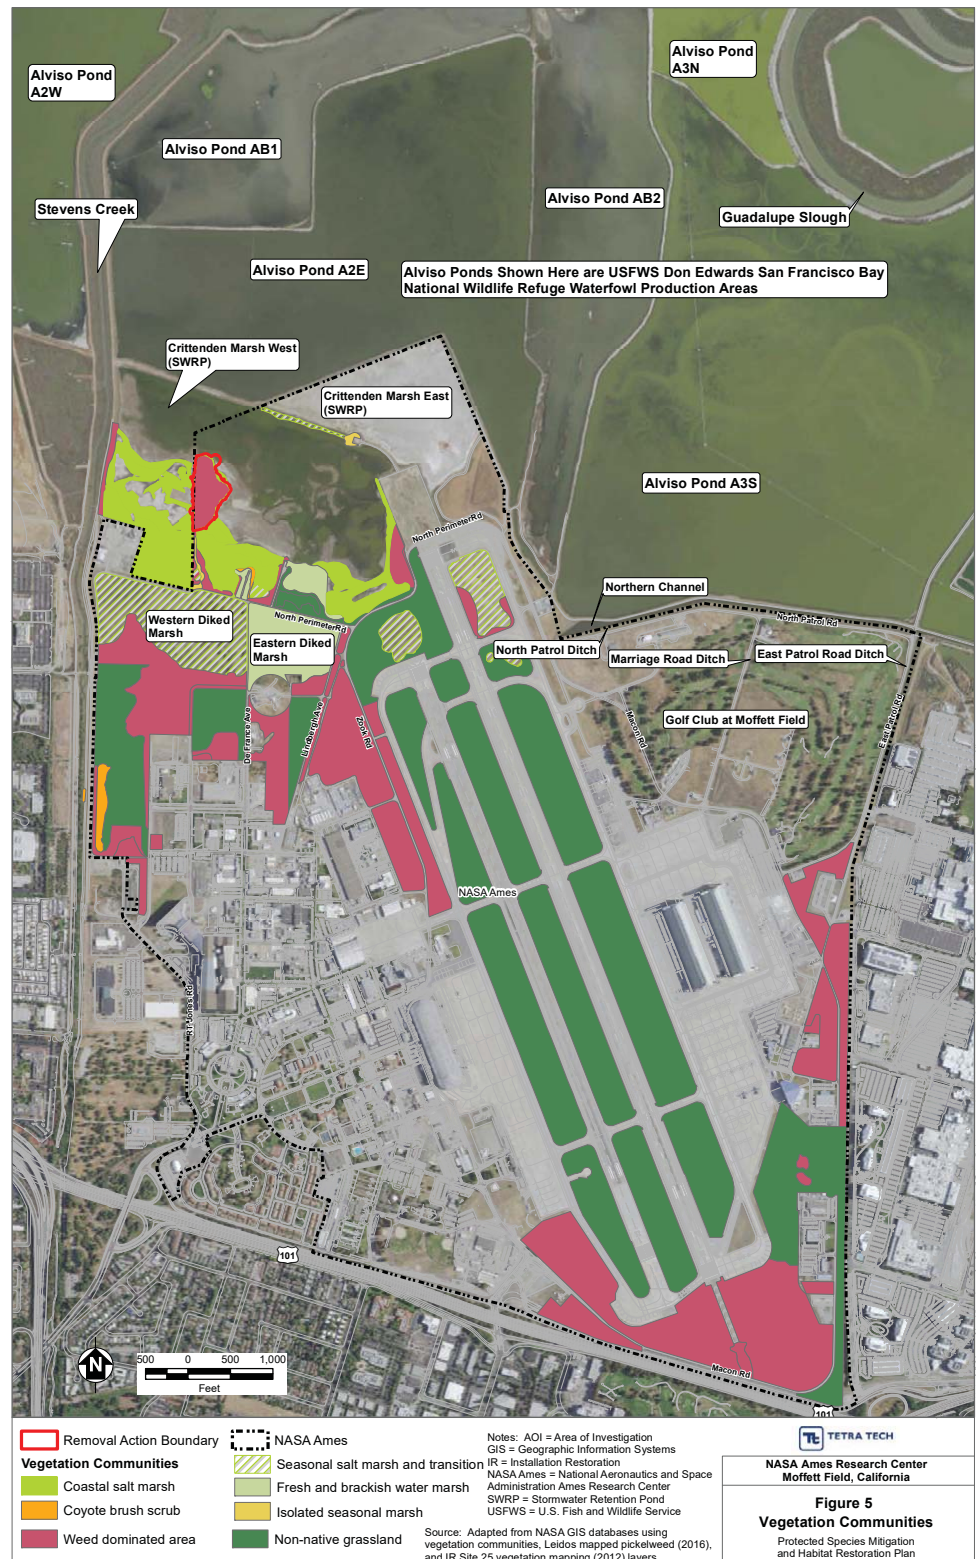 Alviso Pond
A2W
Alviso Pond
A3N
Alviso Pond AB1
Alviso Pond AB2
Stevens Creek
Guadalupe Slough
Alviso Pond A2E
Alviso Ponds Shown Here are USFWS Don Edwards San Francisco Bay
National Wildlife Refuge Waterfowl Production Areas
Crittenden Marsh West
(SWRP)
Crittenden Marsh East
(SWRP)
Alviso Pond A3S
North Perimeter Rd
Northern Channel
North Patrol Rd
Western Diked
Marsh
North Perimeter Rd
Eastern Diked
Marsh
North Patrol Ditch
Marriage Road Ditch
East Patrol Road Ditch
Golf Club at Moffett Field
Macon Rd
East Patrol Rd
De France Ave
Lindbergh Ave
Zook Rd
NASA Ames
RT Jones Rd
101
Macon Rd
101
N
500 0 500 1,000
Feet
Removal Action Boundary
NASA Ames
Vegetation Communities
Coastal salt marsh
Coyote brush scrub
Weed dominated area
Seasonal salt marsh and transition
Fresh and brackish water marsh
Isolated seasonal marsh
Non-native grassland
Notes: AOI = Area of Investigation
GIS = Geographic Information Systems
IR = Installation Restoration
NASA Ames = National Aeronautics and Space
Administration Ames Research Center
SWRP = Stormwater Retention Pond
USFWS = U.S. Fish and Wildlife Service
Source: Adapted from NASA GIS databases using
vegetation communities, Leidos mapped pickelweed (2016),
and IR Site 25 vegetation mapping (2012) layers
Tt TETRA TECH
NASA Ames Research Center
Moffett Field, California
Figure 5
Vegetation Communities
Protected Species Mitigation
and Habitat Restoration Plan